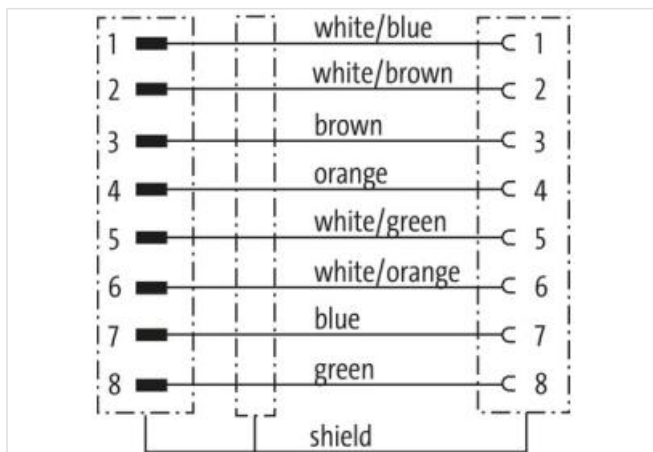 1 white/blue 1
2 white/brown 2
3 brown 3
4 orange 4
5 white/green 5
6 white/orange 6
7 blue 7
8 green 8
shield